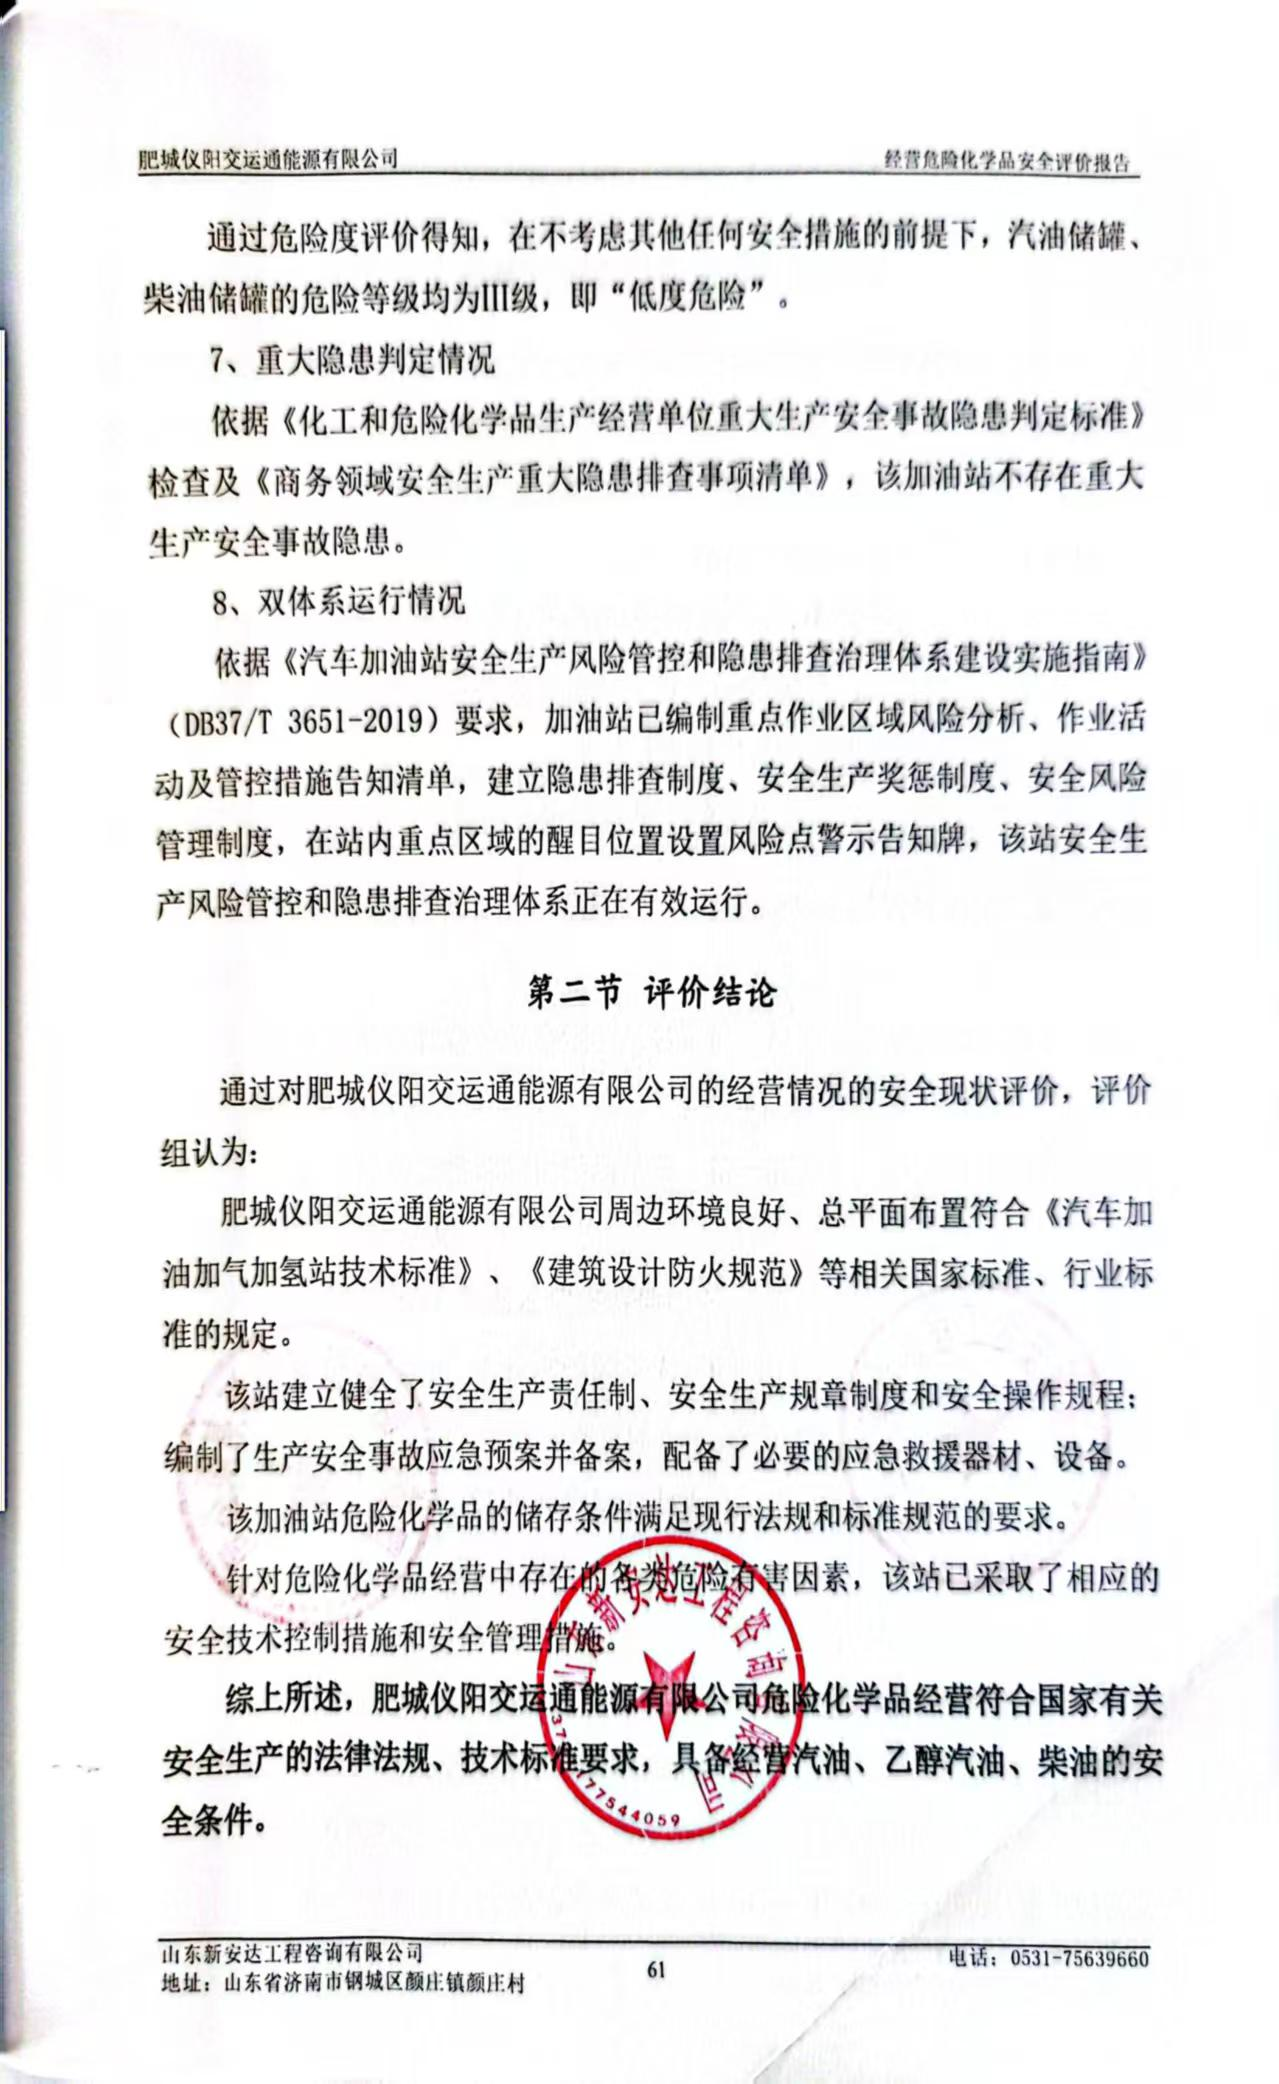 肥城仪阳交运通能源有限公司 经营危险化学品安全评价报告
通过危险度评价得知，在不考虑其他任何安全措施的前提下，汽油储罐、
柴油储罐的危险等级均为III级，即“低度危险”。
7、重大隐患判定情况
依据《化工和危险化学品生产经营单位重大生产安全事故隐患判定标准》
检查及《商务领域安全生产重大隐患排查事项清单》，该加油站不存在重大
生产安全事故隐患。
8、双体系运行情况
依据《汽车加油站安全生产风险管控和隐患排查治理体系建设实施指南》
（DB37/T 3651-2019）要求，加油站已编制重点作业区域风险分析、作业活
动及管控措施告知清单，建立隐患排查制度、安全生产奖惩制度、安全风险
管理制度，在站内重点区域的醒目位置设置风险点警示告知牌，该站安全生
产风险管控和隐患排查治理体系正在有效运行。
第二节 评价结论
通过对肥城仪阳交运通能源有限公司的经营情况的安全现状评价，评价
组认为：
肥城仪阳交运通能源有限公司周边环境良好、总平面布置符合《汽车加
油加气加氢站技术标准》、《建筑设计防火规范》等相关国家标准、行业标
准的规定。
该站建立健全了安全生产责任制、安全生产规章制度和安全操作规程；
编制了生产安全事故应急预案并备案，配备了必要的应急救援器材、设备。
该加油站危险化学品的储存条件满足现行法规和标准规范的要求。
针对危险化学品经营中存在的各类危险有害因素，该站已采取了相应的
安全技术控制措施和安全管理措施。
综上所述，肥城仪阳交运通能源有限公司危险化学品经营符合国家有关
安全生产的法律法规、技术标准要求，具备经营汽油、乙醇汽油、柴油的安
全条件。
山东新安达工程咨询有限公司
77544059
山东新安达工程咨询有限公司 电话：0531-75639660
地址：山东省济南市钢城区颜庄镇颜庄村
61